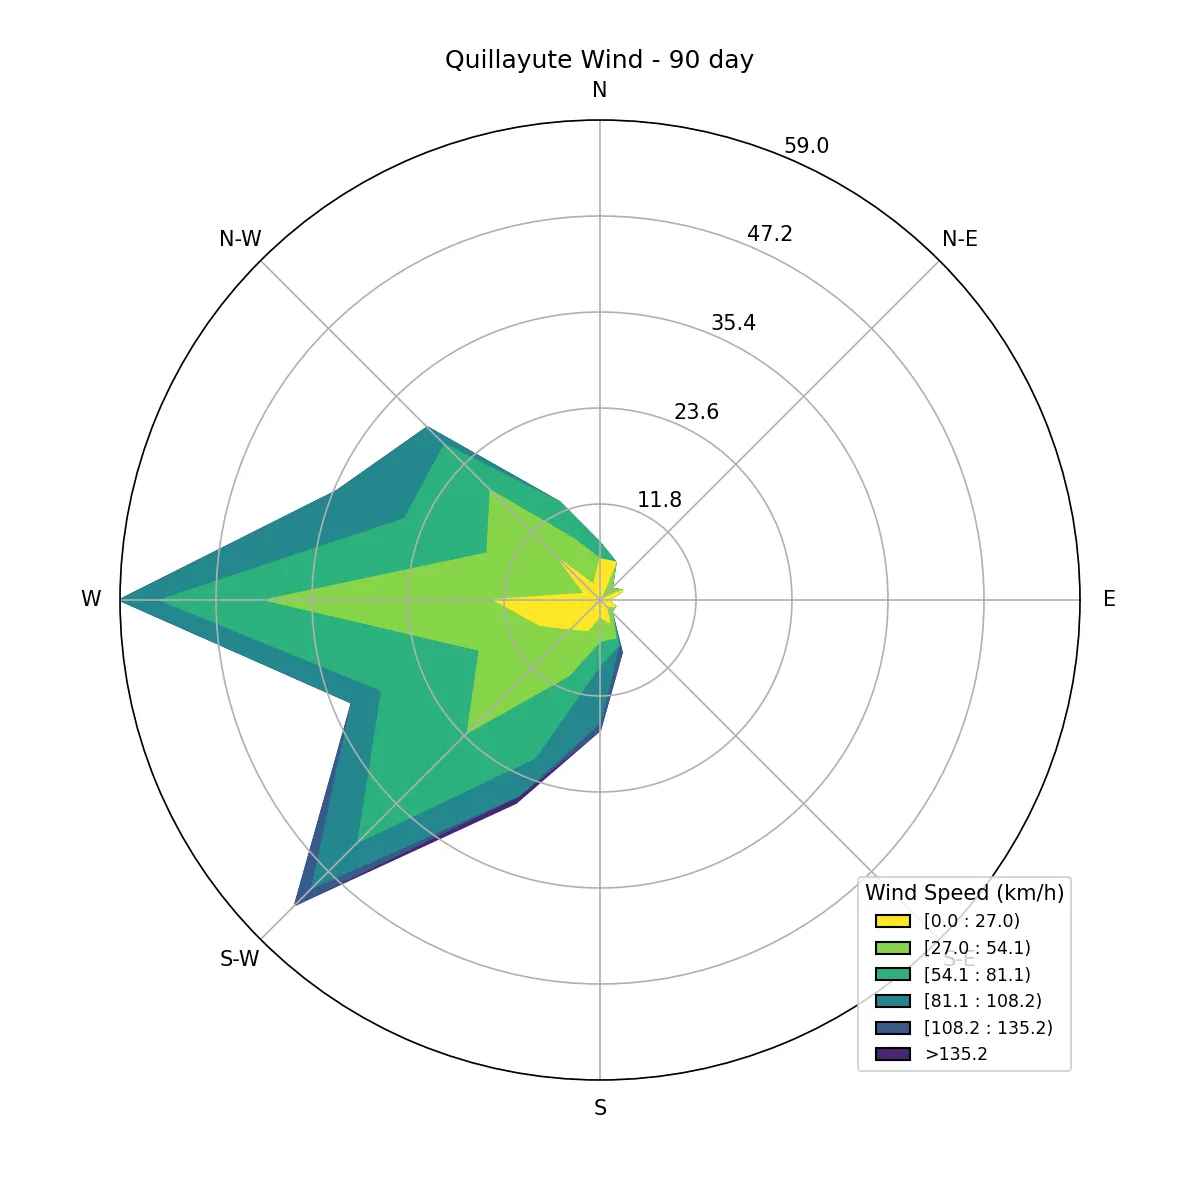 Quillayute Wind - 90 day
N
59.0
47.2
N-W
N-E
35.4
23.6
11.8
W
E
S-W
S-E
S
Wind Speed (km/h)
[0.0 : 27.0)
[27.0 : 54.1)
[54.1 : 81.1)
[81.1 : 108.2)
[108.2 : 135.2)
>135.2